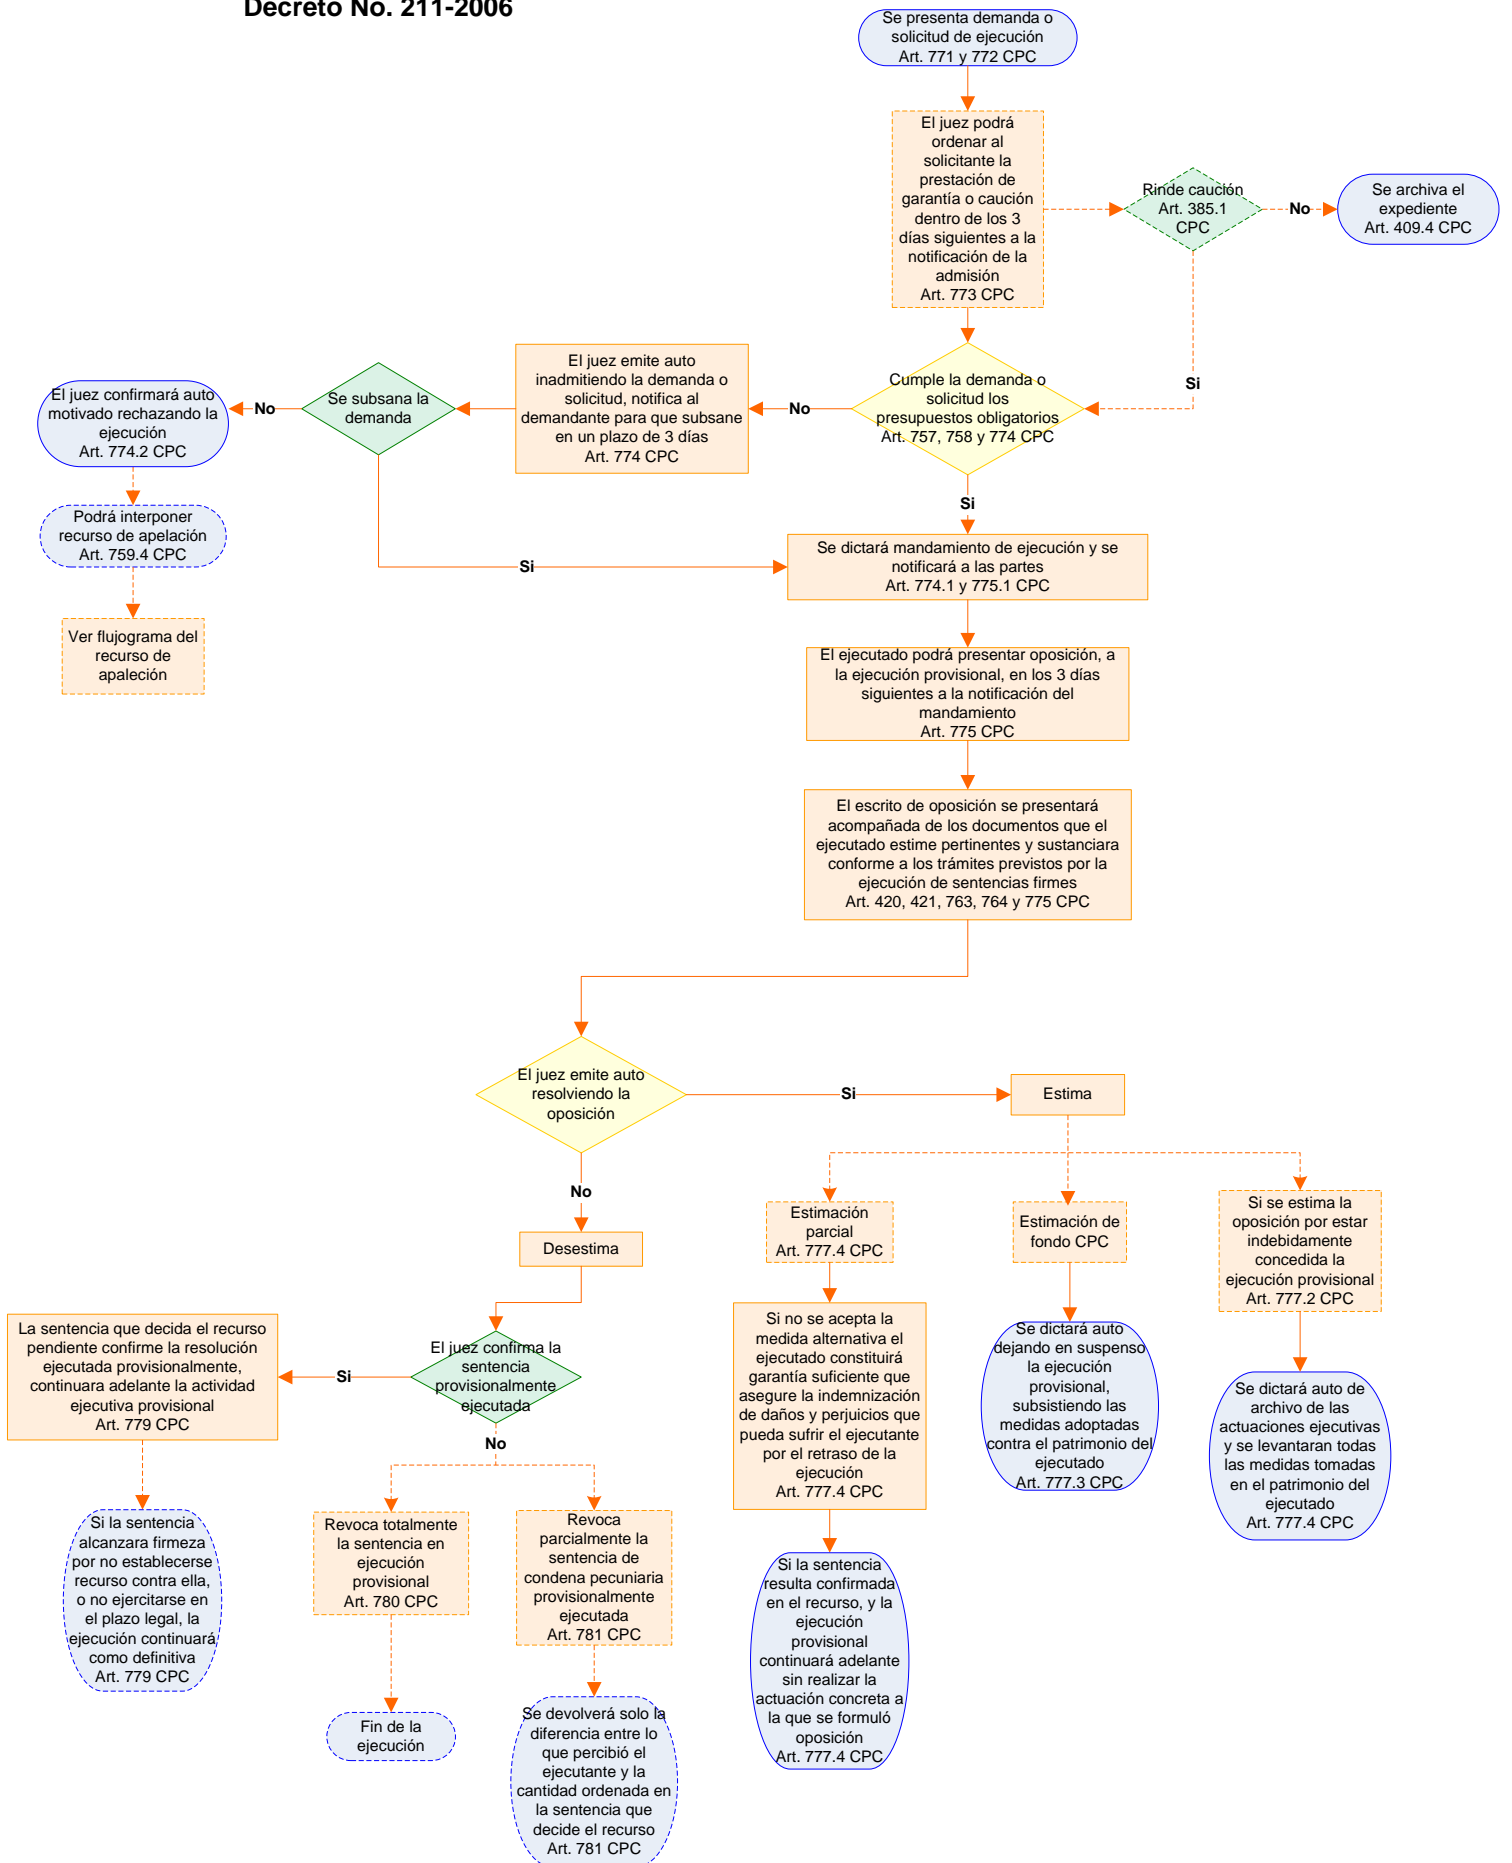 Decreto No. 211-2006
Se presenta demanda o
solicitud de ejecución
Art. 771 y 772 CPC
El juez podrá
ordenar al
solicitante la
prestación de
garantía o caución
dentro de los 3
días siguientes a la
notificación de la
admisión
Art. 773 CPC
Rinde caución
Art. 385.1
CPC
No
Se archiva el
expediente
Art. 409.4 CPC
Si
Cumple la demanda o
solicitud los
presupuestos obligatorios
Art. 757, 758 y 774 CPC
No
El juez emite auto
inadmitiendo la demanda o
solicitud, notifica al
demandante para que subsane
en un plazo de 3 días
Art. 774 CPC
Se subsana la
demanda
No
El juez confirmará auto
motivado rechazando la
ejecución
Art. 774.2 CPC
Podrá interponer
recurso de apelación
Art. 759.4 CPC
Ver flujograma del
recurso de
apaleción
Si
Si
Se dictará mandamiento de ejecución y se
notificará a las partes
Art. 774.1 y 775.1 CPC
El ejecutado podrá presentar oposición, a
la ejecución provisional, en los 3 días
siguientes a la notificación del
mandamiento
Art. 775 CPC
El escrito de oposición se presentará
acompañada de los documentos que el
ejecutado estime pertinentes y sustanciara
conforme a los trámites previstos por la
ejecución de sentencias firmes
Art. 420, 421, 763, 764 y 775 CPC
El juez emite auto
resolviendo la
oposición
Si
Estima
No
Desestima
Estimación
parcial
Art. 777.4 CPC
Estimación de
fondo CPC
Si se estima la
oposición por estar
indebidamente
concedida la
ejecución provisional
Art. 777.2 CPC
Si no se acepta la
medida alternativa el
ejecutado constituirá
garantía suficiente que
asegure la indemnización
de daños y perjuicios que
pueda sufrir el ejecutante
por el retraso de la
ejecución
Art. 777.4 CPC
Se dictará auto
dejando en suspenso
la ejecución
provisional,
subsistiendo las
medidas adoptadas
contra el patrimonio del
ejecutado
Art. 777.3 CPC
Se dictará auto de
archivo de las
actuaciones ejecutivas
y se levantaran todas
las medidas tomadas
en el patrimonio del
ejecutado
Art. 777.4 CPC
Si la sentencia
resulta confirmada
en el recurso, y la
ejecución
provisional
continuará adelante
sin realizar la
actuación concreta a
la que se formuló
oposición
Art. 777.4 CPC
El juez confirma la
sentencia
provisionalmente
ejecutada
Si
La sentencia que decida el recurso
pendiente confirme la resolución
ejecutada provisionalmente,
continuara adelante la actividad
ejecutiva provisional
Art. 779 CPC
Si la sentencia
alcanzara firmeza
por no establecerse
recurso contra ella,
o no ejercitarse en
el plazo legal, la
ejecución continuará
como definitiva
Art. 779 CPC
No
Revoca totalmente
la sentencia en
ejecución
provisional
Art. 780 CPC
Fin de la
ejecución
Revoca
parcialmente la
sentencia de
condena pecuniaria
provisionalmente
ejecutada
Art. 781 CPC
Se devolverá solo la
diferencia entre lo
que percibió el
ejecutante y la
cantidad ordenada en
la sentencia que
decide el recurso
Art. 781 CPC